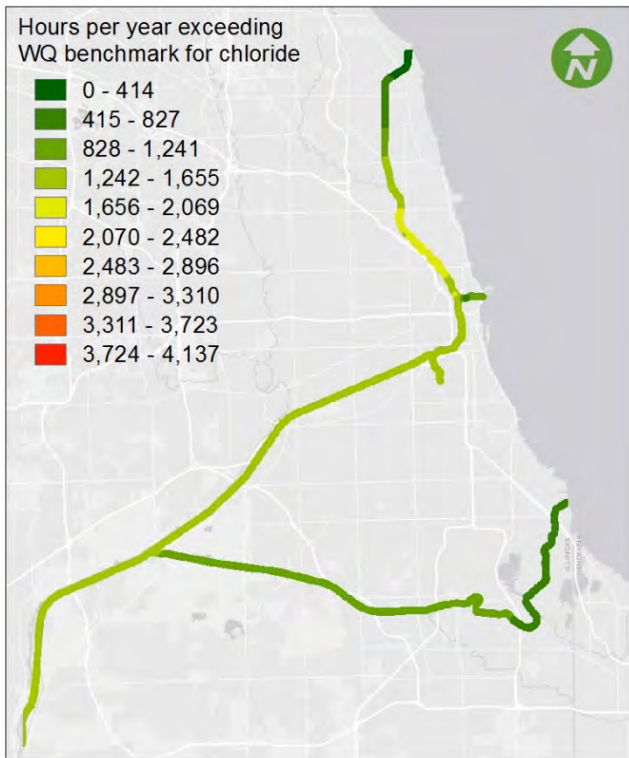 Hours per year exceeding
WQ benchmark for chloride
0 - 414
415 - 827
828 - 1,241
1,242 - 1,655
1,656 - 2,069
2,070 - 2,482
2,483 - 2,896
2,897 - 3,310
3,311 - 3,723
3,724 - 4,137
N
ILLINOIS
INDIANA